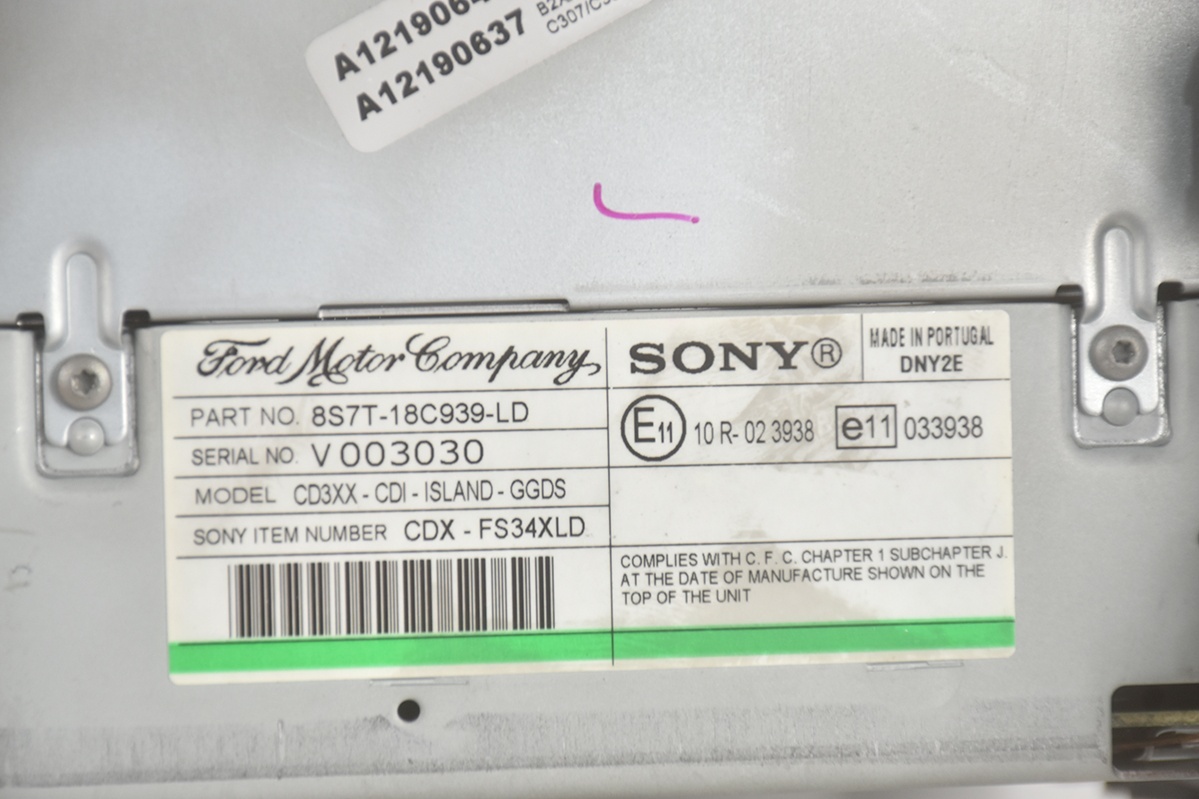 A12190637
Ford Motor Company
PART NO. 8S7T-18C939-LD
SERIAL NO. V003030
MODEL CD3XX - CDI - ISLAND - GGDS
SONY ITEM NUMBER CDX - FS34XLD
SONY®
MADE IN PORTUGAL
DNY2E
E11 10 R- 02 3938 e11 033938
COMPLIES WITH C. F. C. CHAPTER 1 SUBCHAPTER J.
AT THE DATE OF MANUFACTURE SHOWN ON THE
TOP OF THE UNIT